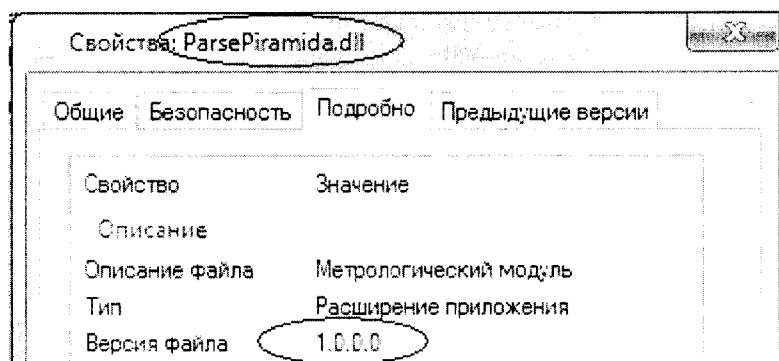 Свойства: ParsePiramida.dll
Общие Безопасность Подробно Предыдущие версии
Свойство Значение
Описание
Описание файла Метрологический модуль
Тип Расширение приложения
Версия файла 1.0.0.0